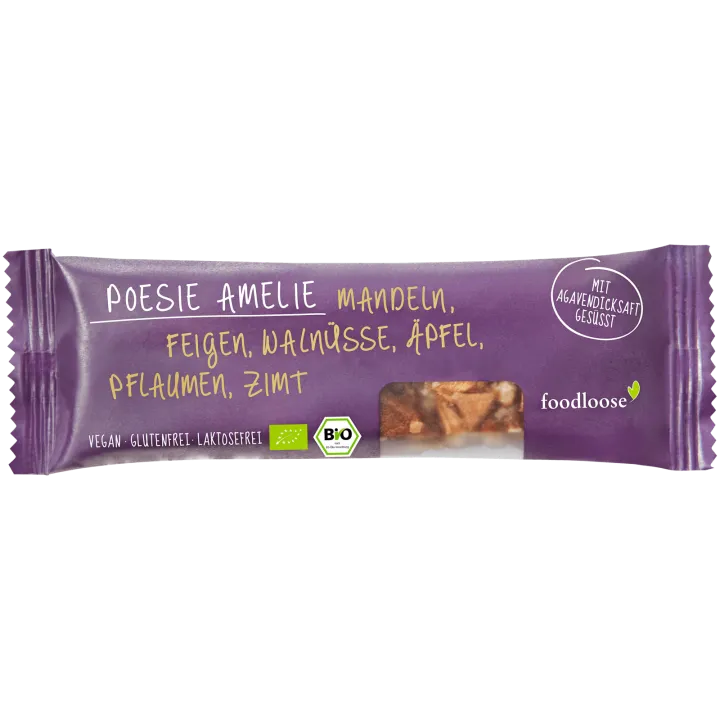 POESIE AMELIE MANDELN,
FEIGEN, WALNÜSSE, ÄPFEL,
PFLAUMEN, ZIMT
MIT
AGAVENDICKSAFT
GESÜSST
foodloose
VEGAN · GLUTENFREI · LAKTOSEFREI
BIO